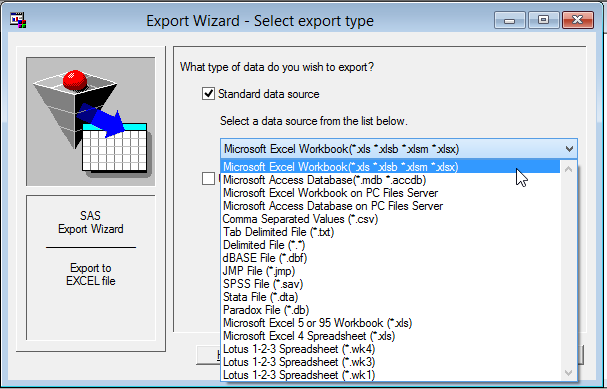 Export Wizard - Select export type
What type of data do you wish to export?
Standard data source
Select a data source from the list below.
Microsoft Excel Workbook(*.xls *.xlsb *.xlsm *.xlsx)
Microsoft Excel Workbook(*.xls *.xlsb *.xlsm *.xlsx)
Microsoft Access Database(*.mdb *.accdb)
Microsoft Excel Workbook on PC Files Server
Microsoft Access Database on PC Files Server
Comma Separated Values (*.csv)
Tab Delimited File (*.txt)
Delimited File (*.*)
dBASE File (*.dbf)
JMP File (*.jmp)
SPSS File (*.sav)
Stata File (*.dta)
Paradox File (*.db)
Microsoft Excel 5 or 95 Workbook (*.xls)
Microsoft Excel 4 Spreadsheet (*.xls)
Lotus 1-2-3 Spreadsheet (*.wk4)
Lotus 1-2-3 Spreadsheet (*.wk3)
Lotus 1-2-3 Spreadsheet (*.wk1)
SAS
Export Wizard
Export to
EXCEL file